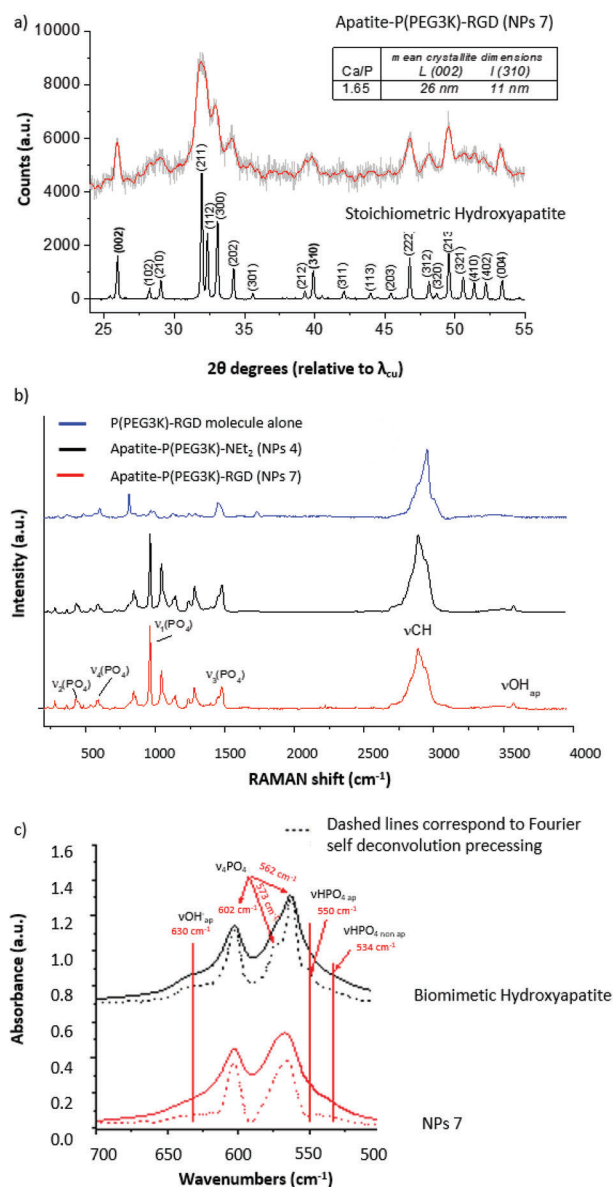 a)
Apatite-P(PEG3K)-RGD (NPs 7)
mean crystallite dimensions
Ca/P L (002) l (310)
1.65 26 nm 11 nm
10000
8000
6000
4000
2000
0
Counts (a.u.)
Stoichiometric Hydroxyapatite
(002)
(102)
(210)
(211)
(112)
(300)
(202)
(301)
(212)
(310)
(311)
(113)
(203)
(222)
(312)
(320)
(213)
(321)
(410)
(402)
(004)
25 30 35 40 45 50 55
2θ degrees (relative to λcu)
b)
P(PEG3K)-RGD molecule alone
Apatite-P(PEG3K)-NEt₂ (NPs 4)
Apatite-P(PEG3K)-RGD (NPs 7)
Intensity (a.u.)
ν₂(PO₄)
ν₄(PO₄)
ν₁(PO₄)
ν₃(PO₄)
νCH
νOHap
500 1000 1500 2000 2500 3000 3500 4000
RAMAN shift (cm⁻¹)
c)
Dashed lines correspond to Fourier
self deconvolution precessing
1.6
1.4
1.2
1.0
0.8
0.6
0.4
0.2
0.0
Absorbance (a.u.)
νOH⁻ap
630 cm⁻¹
ν₄PO₄
602 cm⁻¹
573 cm⁻¹
562 cm⁻¹
νHPO₄ ap
550 cm⁻¹
νHPO₄ non ap
534 cm⁻¹
Biomimetic Hydroxyapatite
NPs 7
700 650 600 550 500
Wavenumbers (cm⁻¹)